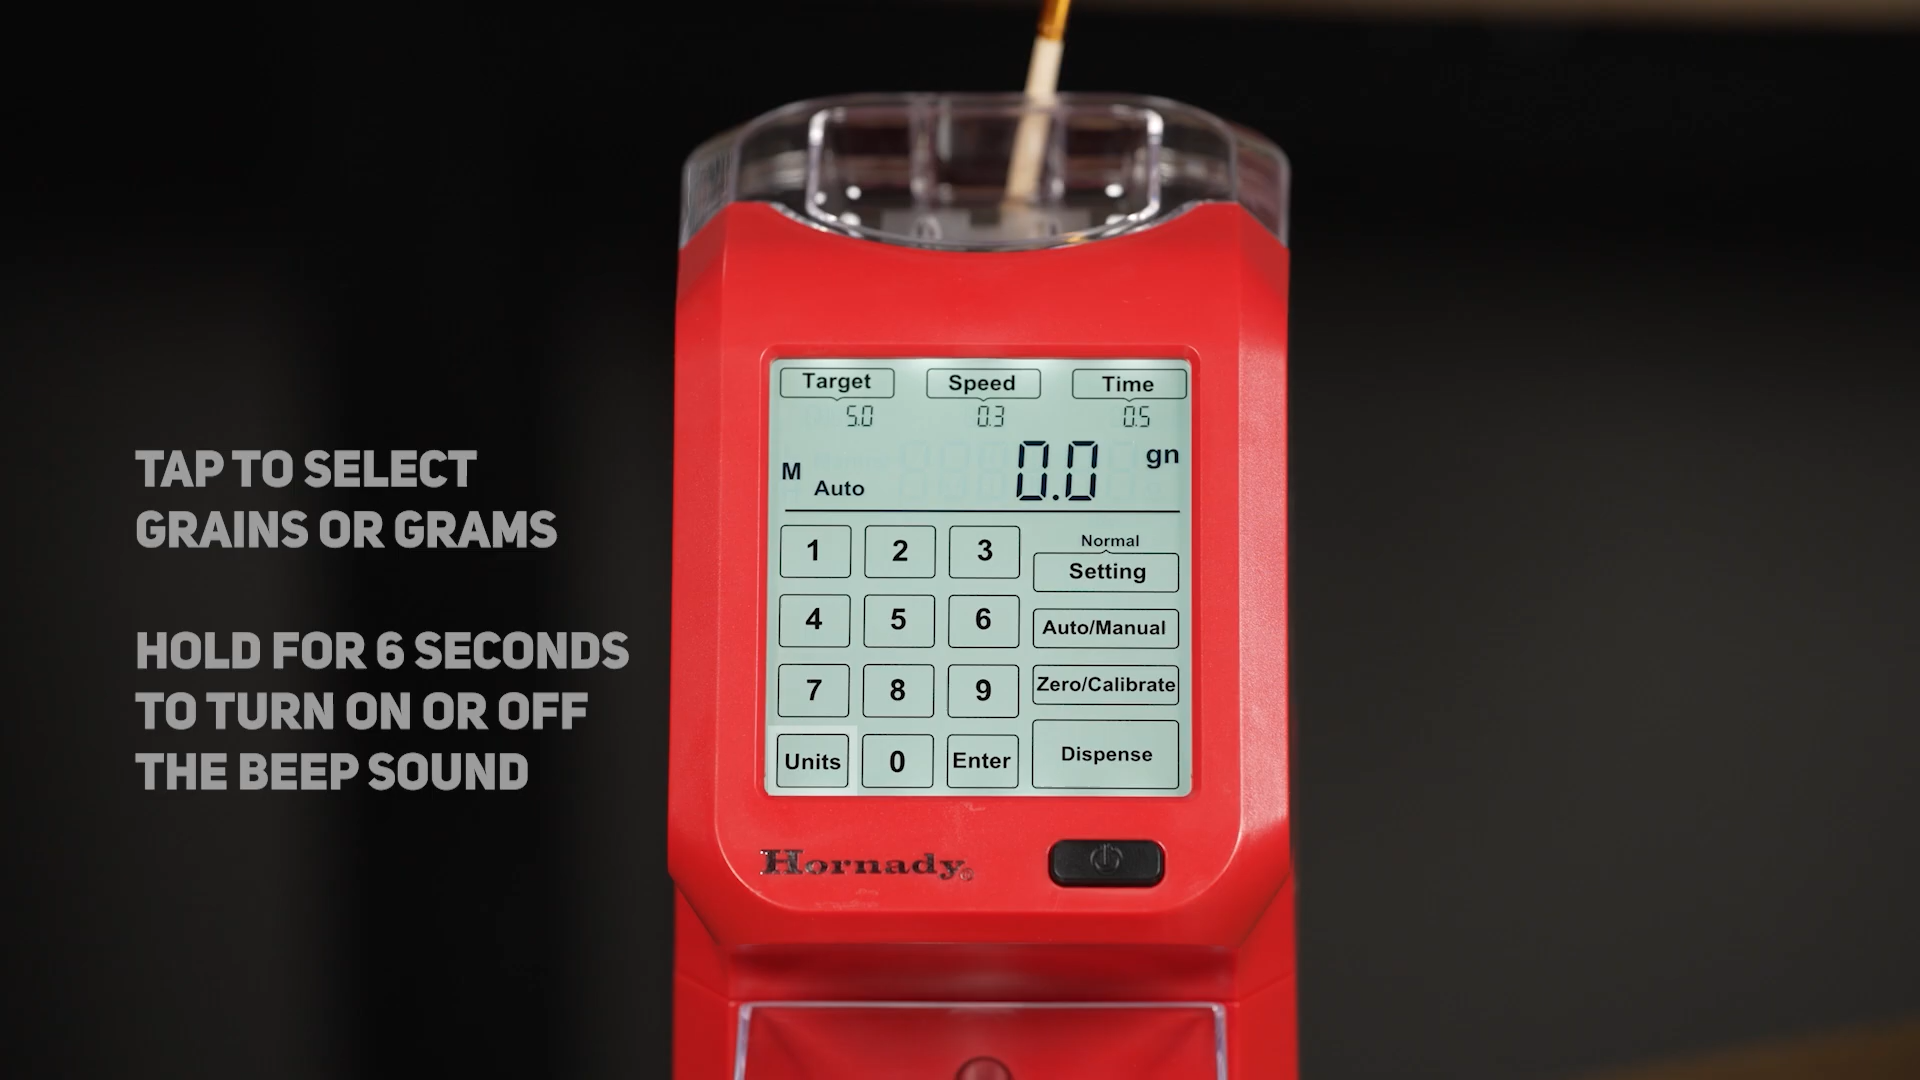 TAP TO SELECT
GRAINS OR GRAMS
HOLD FOR 6 SECONDS
TO TURN ON OR OFF
THE BEEP SOUND
Target Speed Time
5.0 0.3 0.5
M Auto 0.0 gn
1 2 3 Normal
Setting
4 5 6 Auto/Manual
7 8 9 Zero/Calibrate
Units 0 Enter Dispense
Hornady®